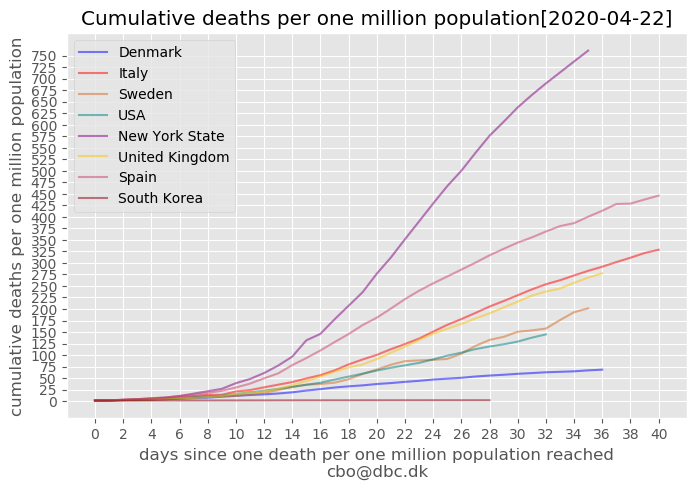 Cumulative deaths per one million population[2020-04-22]
cumulative deaths per one million population
750
725
700
675
650
625
600
575
550
525
500
475
450
425
400
375
350
325
300
275
250
225
200
175
150
125
100
75
50
25
0
Denmark
Italy
Sweden
USA
New York State
United Kingdom
Spain
South Korea
0 2 4 6 8 10 12 14 16 18 20 22 24 26 28 30 32 34 36 38 40
days since one death per one million population reached
cbo@dbc.dk